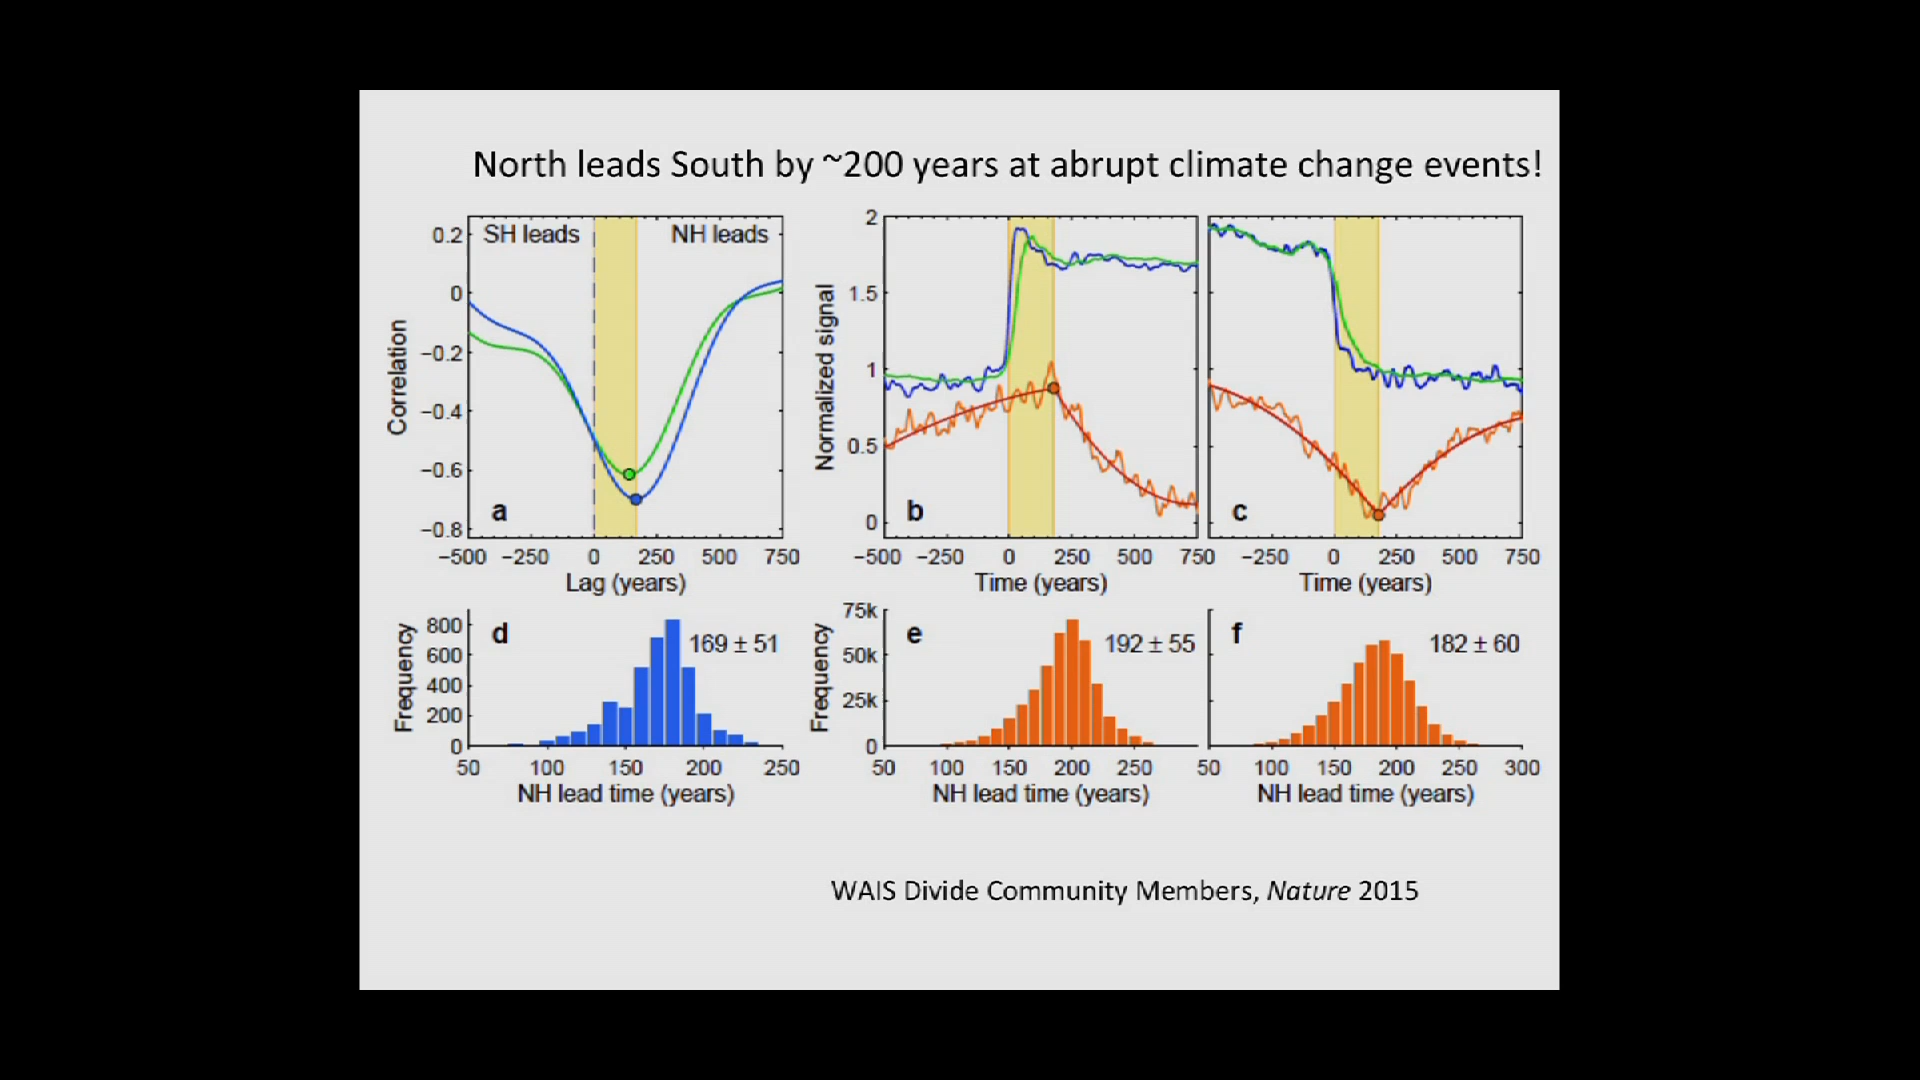 North leads South by ~200 years at abrupt climate change events!
SH leads NH leads
0.2
0
−0.2
−0.4
−0.6
−0.8
Correlation
a
−500 −250 0 250 500 750
Lag (years)
2
1.5
1
0.5
0
Normalized signal
b
−500 −250 0 250 500 750
Time (years)
c
−250 0 250 500 750
Time (years)
d
169 ± 51
800
600
400
200
0
Frequency
50 100 150 200 250
NH lead time (years)
e
192 ± 55
75k
50k
25k
0
Frequency
50 100 150 200 250
NH lead time (years)
f
182 ± 60
50 100 150 200 250 300
NH lead time (years)
WAIS Divide Community Members, Nature 2015